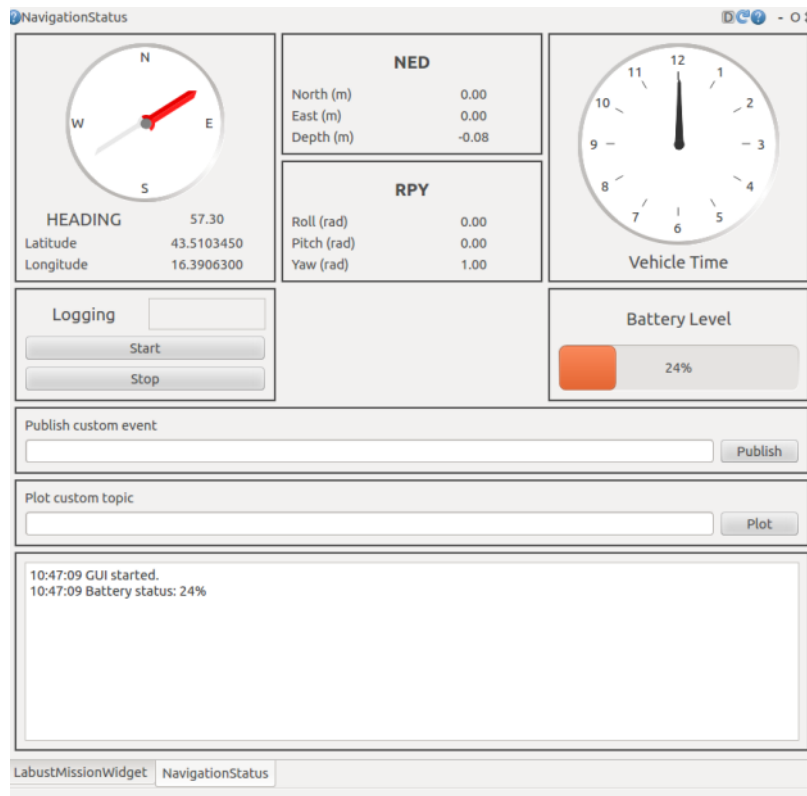 NavigationStatus
D C ? - O
N
W E
S
HEADING 57.30
Latitude 43.5103450
Longitude 16.3906300
NED
North (m) 0.00
East (m) 0.00
Depth (m) -0.08
RPY
Roll (rad) 0.00
Pitch (rad) 0.00
Yaw (rad) 1.00
12
11 1
10 2
9 3
8 4
7 5
6
Vehicle Time
Logging
Start
Stop
Battery Level
24%
Publish custom event
Publish
Plot custom topic
Plot
10:47:09 GUI started.
10:47:09 Battery status: 24%
LabustMissionWidget NavigationStatus